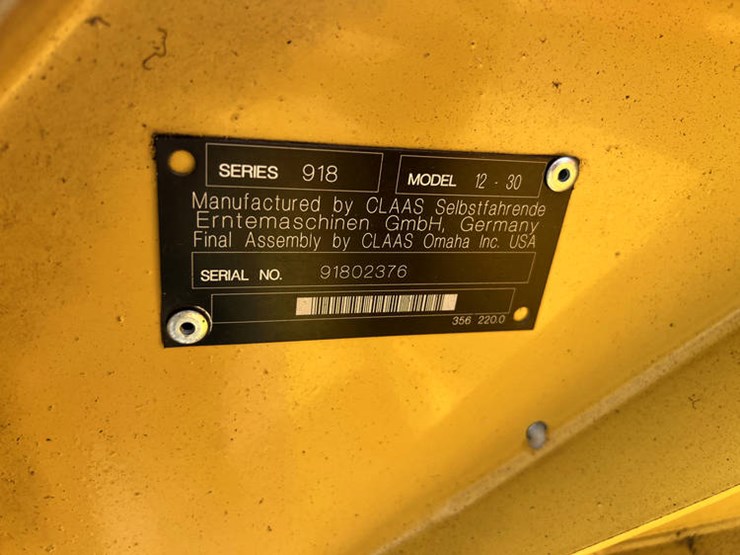 SERIES 918
MODEL 12 - 30
Manufactured by CLAAS Selbstfahrende
Erntemaschinen GmbH, Germany
Final Assembly by CLAAS Omaha Inc. USA
SERIAL NO. 91802376
356 220.0